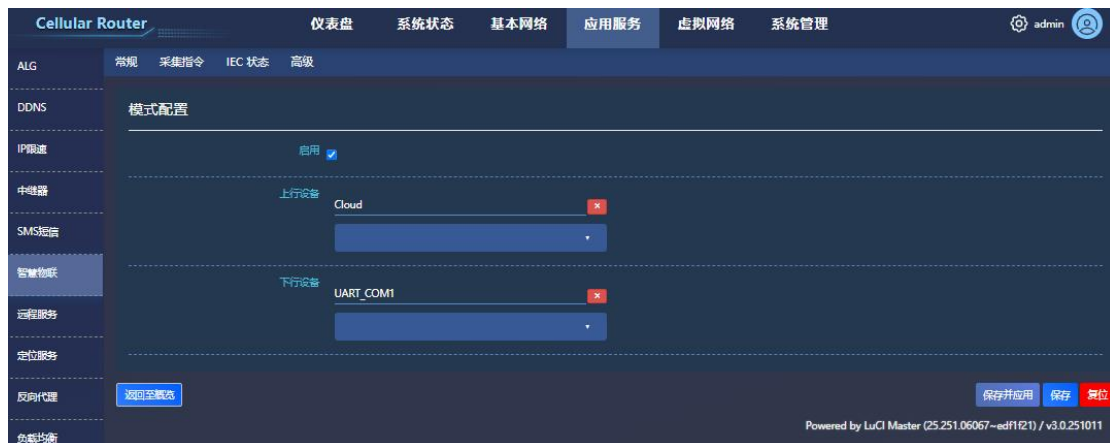 Cellular Router 仪表盘 系统状态 基本网络 应用服务 虚拟网络 系统管理 admin
ALG 常规 采集指令 IEC 状态 高级
DDNS
模式配置
IP限速
启用
中继器
上行设备
Cloud
SMS短信
智慧物联
下行设备
UART_COM1
远程服务
定位服务
反向代理
返回至概览 保存并应用 保存 复位
Powered by LuCI Master (25.251.06067~edf1f21) / v3.0.251011
负载均衡